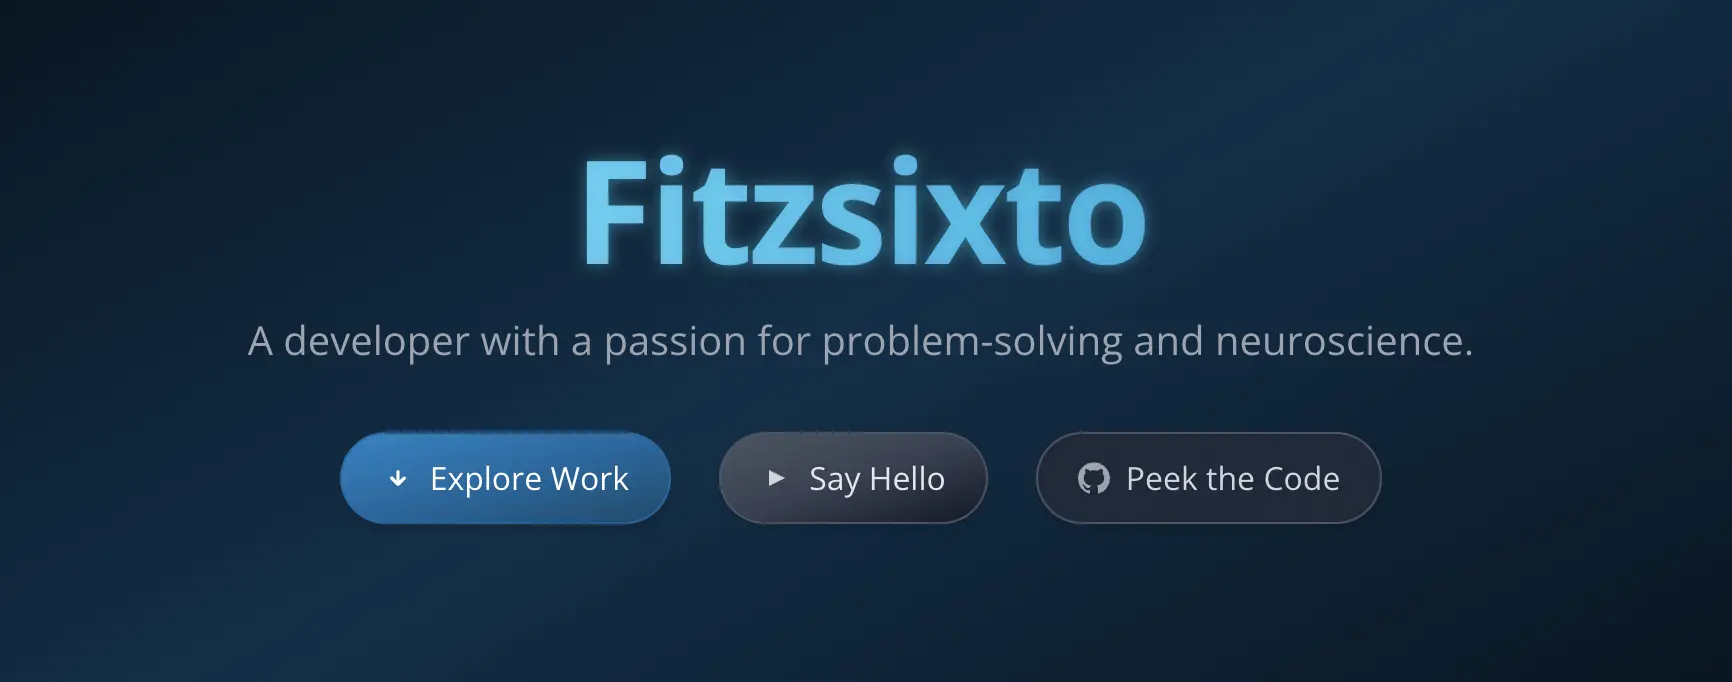 Fitzsixto
A developer with a passion for problem-solving and neuroscience.
Explore Work
Say Hello
Peek the Code